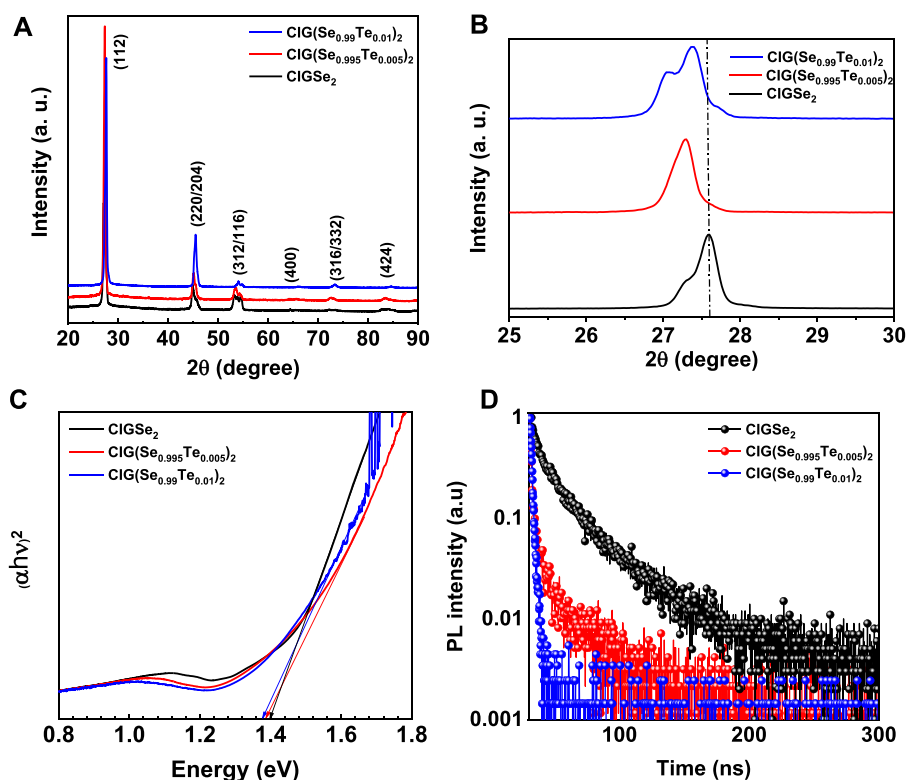 A
CIG(Se₀.₉₉Te₀.₀₁)₂
CIG(Se₀.₉₉₅Te₀.₀₀₅)₂
CIGSe₂
(112)
(220/204)
(312/116)
(400)
(316/332)
(424)
Intensity (a. u.)
20 30 40 50 60 70 80 90
2θ (degree)
B
CIG(Se₀.₉₉Te₀.₀₁)₂
CIG(Se₀.₉₉₅Te₀.₀₀₅)₂
CIGSe₂
Intensity (a. u.)
25 26 27 28 29 30
2θ (degree)
C
CIGSe₂
CIG(Se₀.₉₉₅Te₀.₀₀₅)₂
CIG(Se₀.₉₉Te₀.₀₁)₂
(αhν)²
0.8 1.0 1.2 1.4 1.6 1.8
Energy (eV)
D
CIGSe₂
CIG(Se₀.₉₉₅Te₀.₀₀₅)₂
CIG(Se₀.₉₉Te₀.₀₁)₂
PL intensity (a.u)
1
0.1
0.01
0.001
100 200 300
Time (ns)